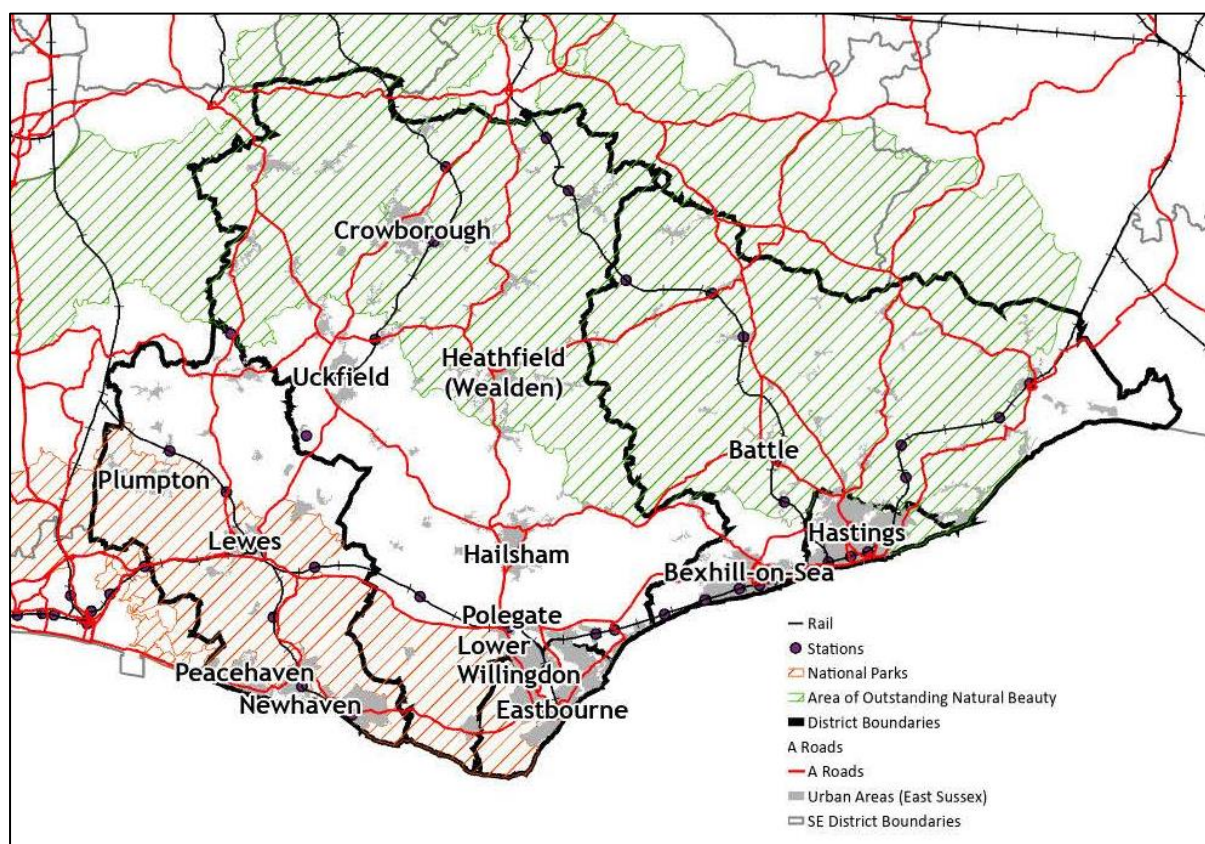 Crowborough
Heathfield
(Wealden)
Uckfield
Battle
Plumpton
Hastings
Lewes
Hailsham
Bexhill-on-Sea
Polegate
Lower
Willingdon
Peacehaven
Newhaven
Eastbourne
Rail
Stations
National Parks
Area of Outstanding Natural Beauty
District Boundaries
A Roads
A Roads
Urban Areas (East Sussex)
SE District Boundaries